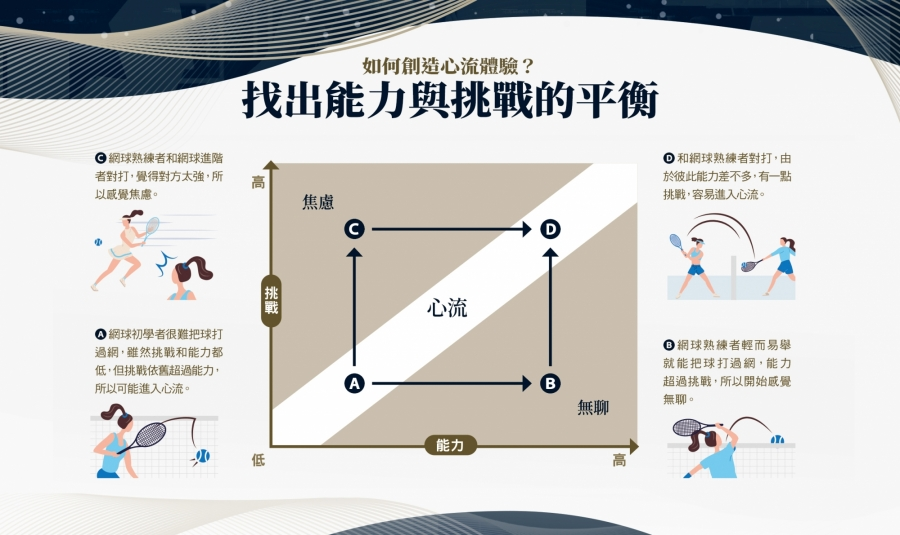 如何創造心流體驗？
找出能力與挑戰的平衡
C 網球熟練者和網球進階
者對打，覺得對方太強，所
以感覺焦慮。
A 網球初學者很難把球打
過網，雖然挑戰和能力都
低，但挑戰依舊超過能力，
所以可能進入心流。
高
焦慮
C
D
挑戰
心流
A
B
無聊
低
能力
高
D 和網球熟練者對打，由
於彼此能力差不多，有一點
挑戰，容易進入心流。
B 網球熟練者輕而易舉
就能把球打過網，能力
超過挑戰，所以開始感覺
無聊。